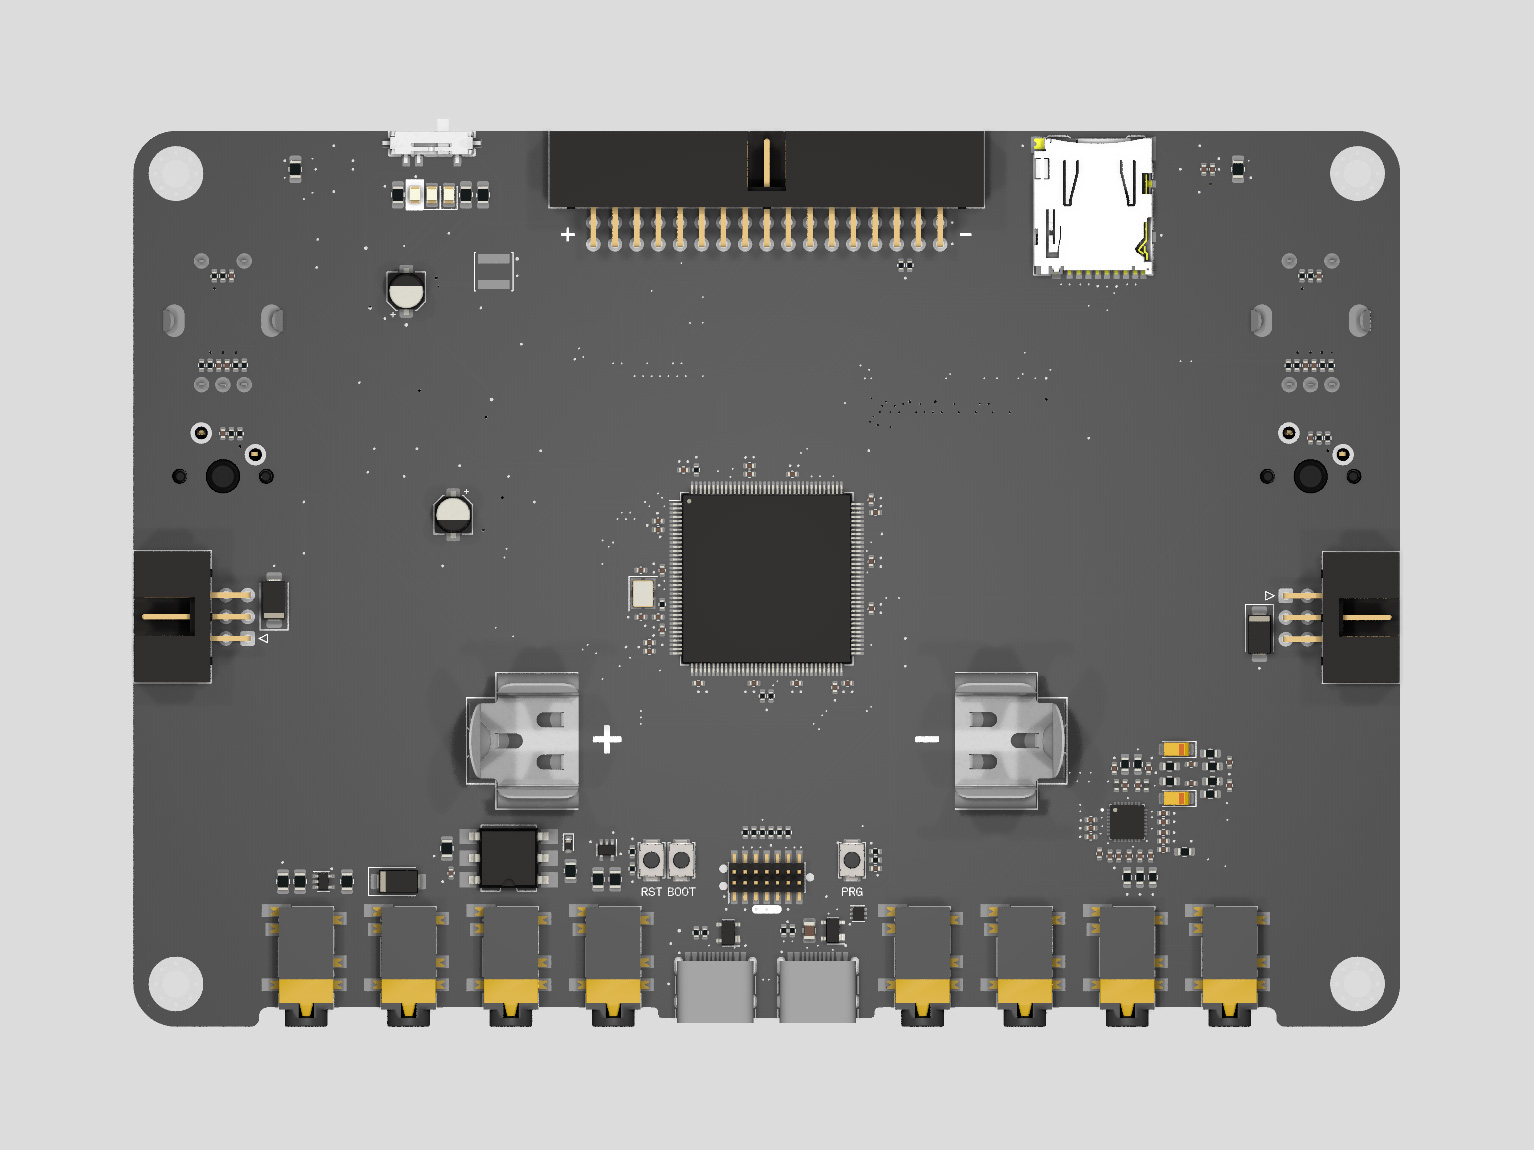 + -
+
+
+ -
RST BOOT
PRG